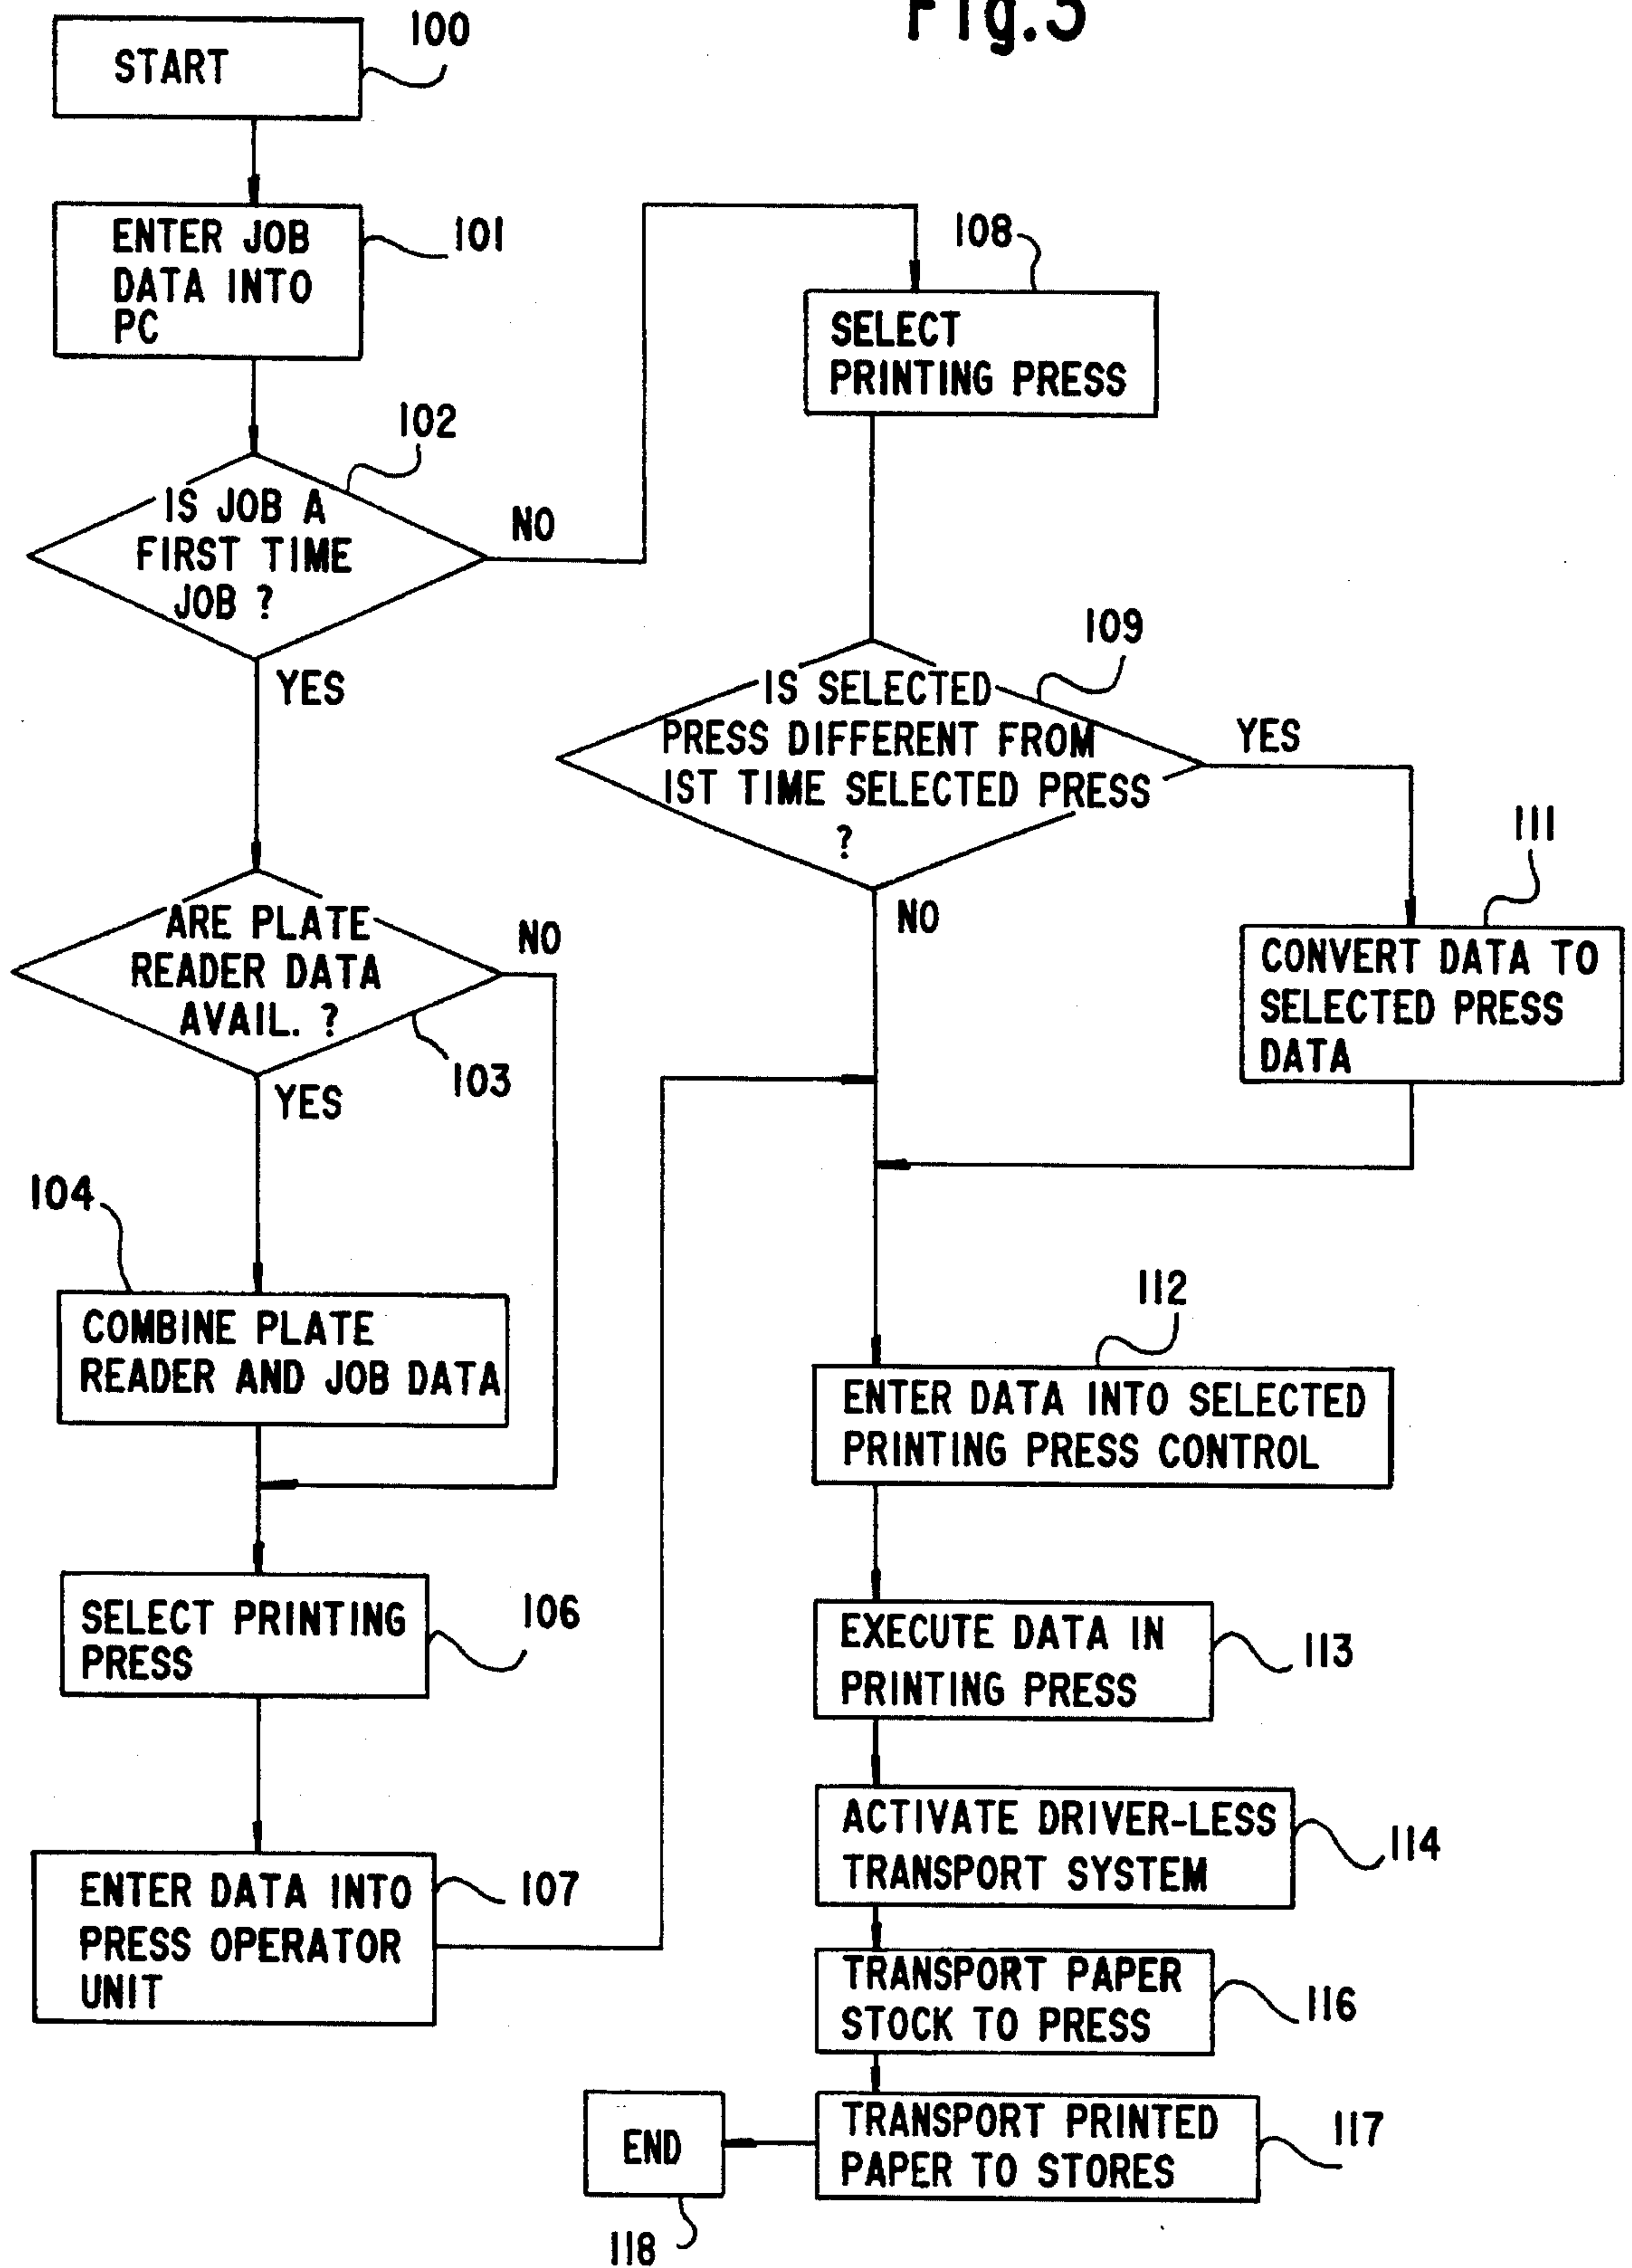 Fig.3
START
100
ENTER JOB
DATA INTO
PC
101
IS JOB A
FIRST TIME
JOB ?
102
NO
YES
ARE PLATE
READER DATA
AVAIL. ?
103
NO
YES
104
COMBINE PLATE
READER AND JOB DATA
SELECT PRINTING
PRESS
106
ENTER DATA INTO
PRESS OPERATOR
UNIT
107
108
SELECT
PRINTING PRESS
109
IS SELECTED
PRESS DIFFERENT FROM
1ST TIME SELECTED PRESS
?
YES
NO
111
CONVERT DATA TO
SELECTED PRESS
DATA
112
ENTER DATA INTO SELECTED
PRINTING PRESS CONTROL
EXECUTE DATA IN
PRINTING PRESS
113
ACTIVATE DRIVER-LESS
TRANSPORT SYSTEM
114
TRANSPORT PAPER
STOCK TO PRESS
116
TRANSPORT PRINTED
PAPER TO STORES
117
END
118